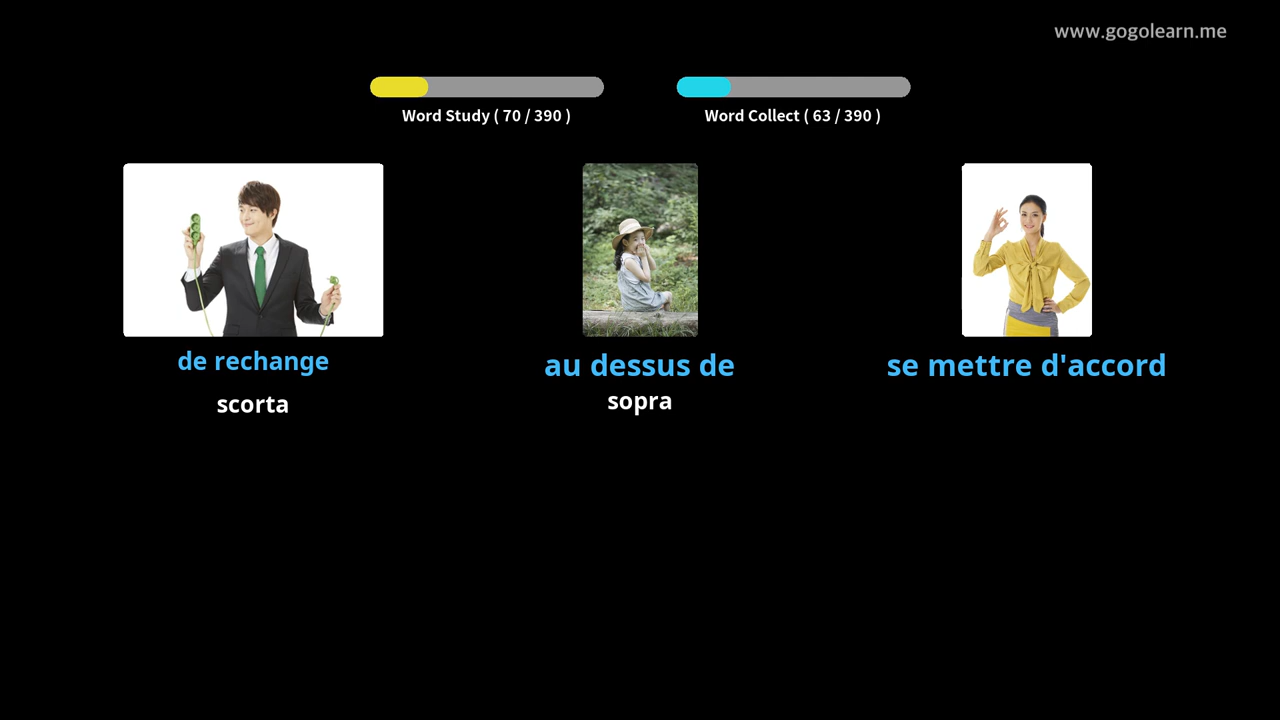 www.gogolearn.me
Word Study ( 70 / 390 )
Word Collect ( 63 / 390 )
de rechange
scorta
au dessus de
sopra
se mettre d'accord